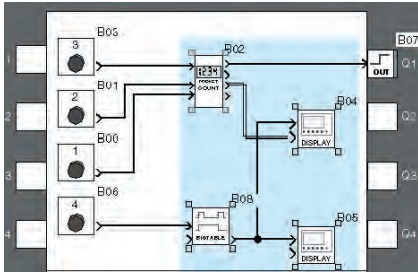 B03
3
B02
B07
1
1234
PRESET
COUNT
OUT
Q1
B01
2
B04
2
DISPLAY
Q2
B00
1
3
Q3
B06
4
B08
B05
4
BISTABLE
DISPLAY
Q4